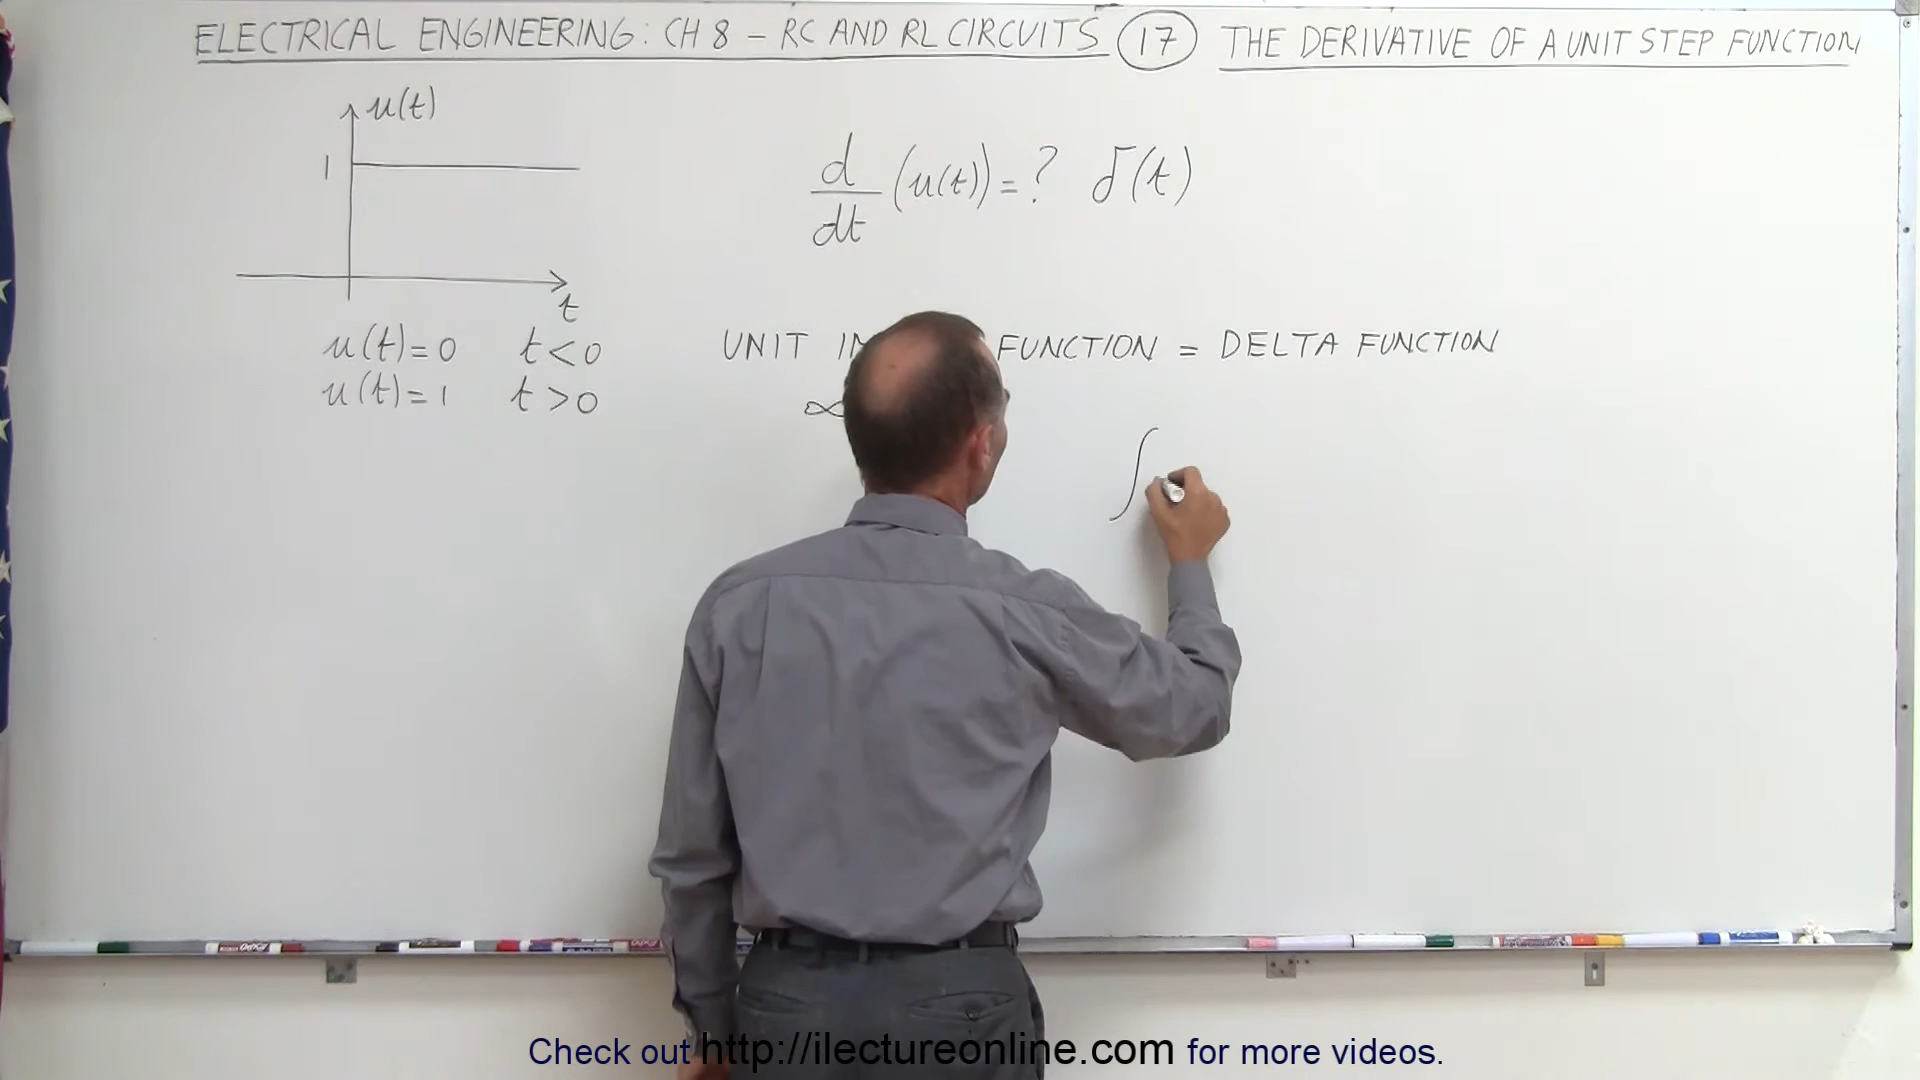 ELECTRICAL ENGINEERING: CH 8 – RC AND RL CIRCUITS 17 THE DERIVATIVE OF A UNIT STEP FUNCTION
u(t)
1
t
d/dt (u(t)) = ? δ(t)
u(t)=0 t<0
u(t)=1 t>0
UNIT FUNCTION = DELTA FUNCTION
∞
∫
Check out http://ilectureonline.com for more videos.